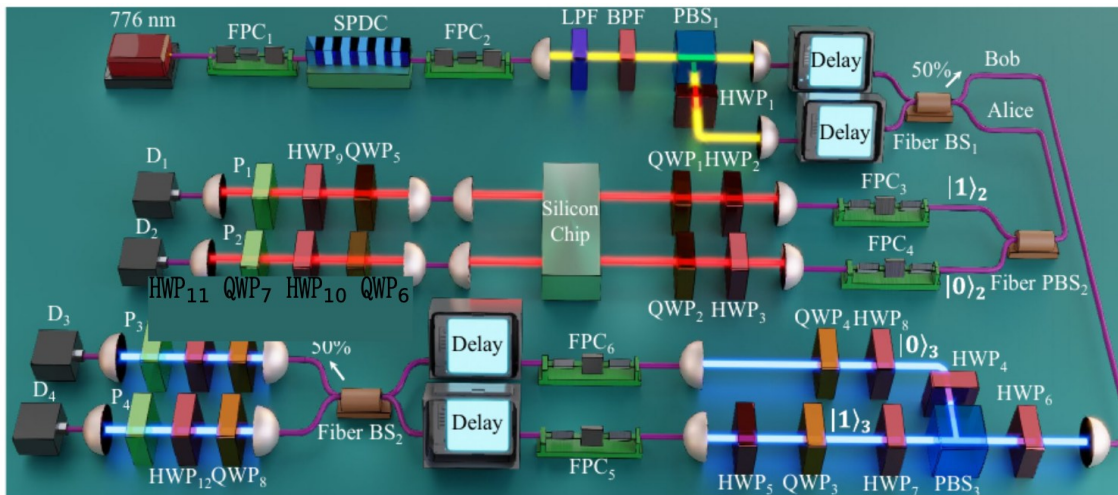 776 nm
FPC₁
SPDC
FPC₂
LPF BPF PBS₁
HWP₁
Delay
Delay
50%
Bob
Alice
Fiber BS₁
D₁
P₁
HWP₉ QWP₅
Silicon
Chip
QWP₁ HWP₂
FPC₃
|1⟩₂
D₂
P₂
HWP₁₁ QWP₇ HWP₁₀ QWP₆
QWP₂ HWP₃
FPC₄
|0⟩₂
Fiber PBS₂
D₃
P₃
50%
Delay
FPC₆
QWP₄ HWP₈
|0⟩₃
HWP₄
HWP₆
D₄
P₄
HWP₁₂ QWP₈
Fiber BS₂
Delay
FPC₅
|1⟩₃
HWP₅ QWP₃ HWP₇ PBS₃